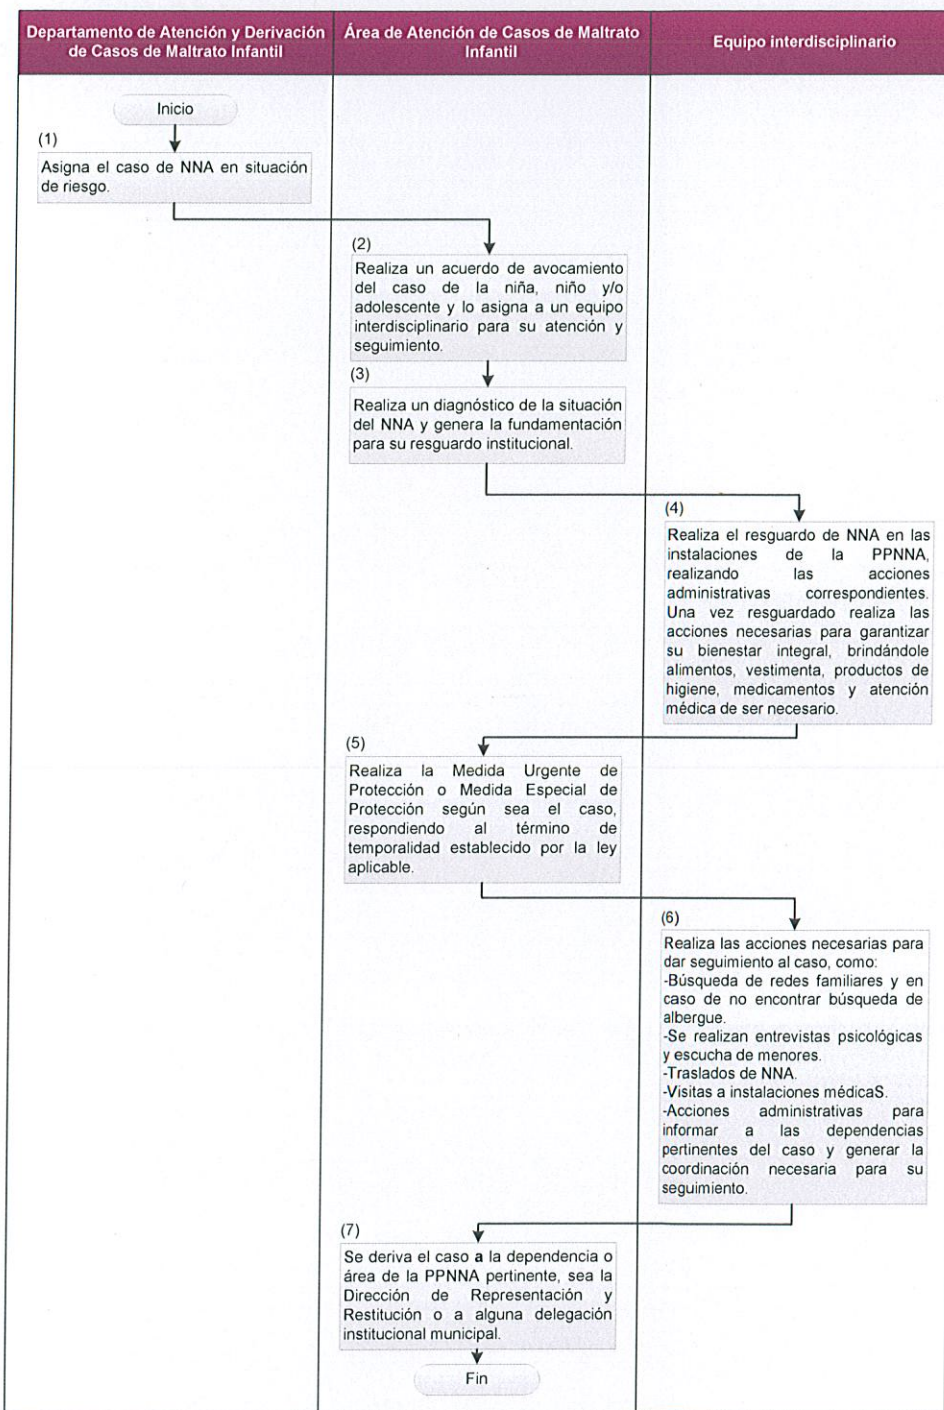 Departamento de Atención y Derivación
de Casos de Maltrato Infantil
Área de Atención de Casos de Maltrato
Infantil
Equipo interdisciplinario
Inicio
(1)
Asigna el caso de NNA en situación
de riesgo.
(2)
Realiza un acuerdo de avocamiento
del caso de la niña, niño y/o
adolescente y lo asigna a un equipo
interdisciplinario para su atención y
seguimiento.
(3)
Realiza un diagnóstico de la situación
del NNA y genera la fundamentación
para su resguardo institucional.
(4)
Realiza el resguardo de NNA en las
instalaciones de la PPNNA,
realizando las acciones
administrativas correspondientes.
Una vez resguardado realiza las
acciones necesarias para garantizar
su bienestar integral, brindándole
alimentos, vestimenta, productos de
higiene, medicamentos y atención
médica de ser necesario.
(5)
Realiza la Medida Urgente de
Protección o Medida Especial de
Protección según sea el caso,
respondiendo al término de
temporalidad establecido por la ley
aplicable.
(6)
Realiza las acciones necesarias para
dar seguimiento al caso, como:
-Búsqueda de redes familiares y en
caso de no encontrar búsqueda de
albergue.
-Se realizan entrevistas psicológicas
y escucha de menores.
-Traslados de NNA.
-Visitas a instalaciones médicaS.
-Acciones administrativas para
informar a las dependencias
pertinentes del caso y generar la
coordinación necesaria para su
seguimiento.
(7)
Se deriva el caso a la dependencia o
área de la PPNNA pertinente, sea la
Dirección de Representación y
Restitución o a alguna delegación
institucional municipal.
Fin